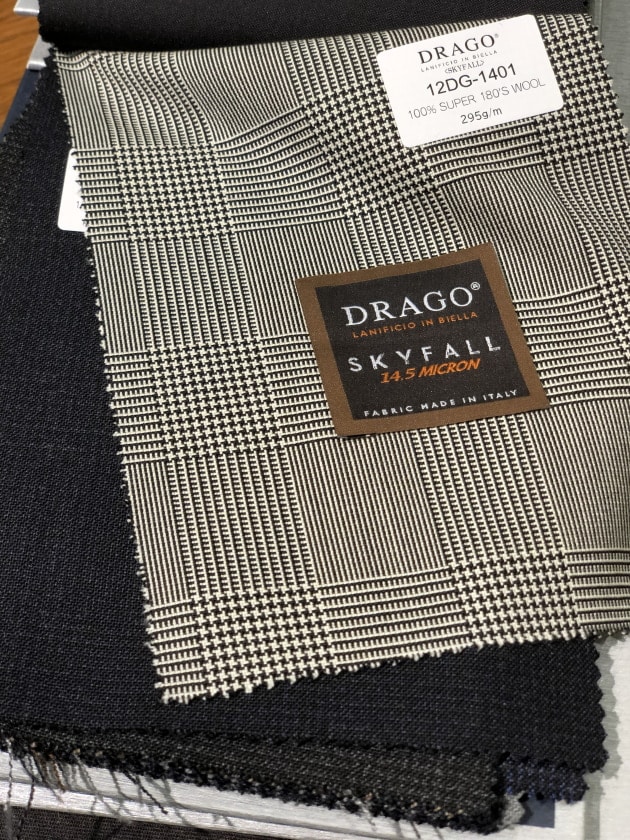 DRAGO®
LANIFICIO IN BIELLA
(SKYFALL)
12DG-1401
100% SUPER 180'S WOOL
295g/m
DRAGO®
LANIFICIO IN BIELLA
SKYFALL
14.5 MICRON
FABRIC MADE IN ITALY